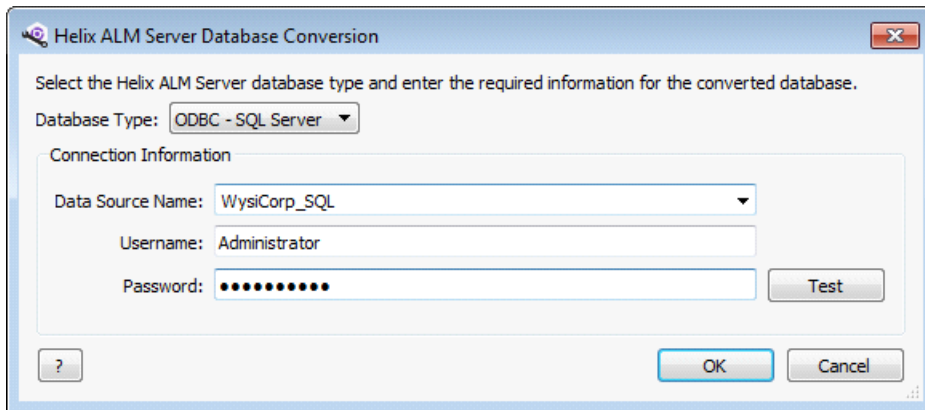 Helix ALM Server Database Conversion
Select the Helix ALM Server database type and enter the required information for the converted database.
Database Type: ODBC - SQL Server
Connection Information
Data Source Name: WysiCorp_SQL
Username: Administrator
Password: ●●●●●●●●●●
Test
?
OK Cancel